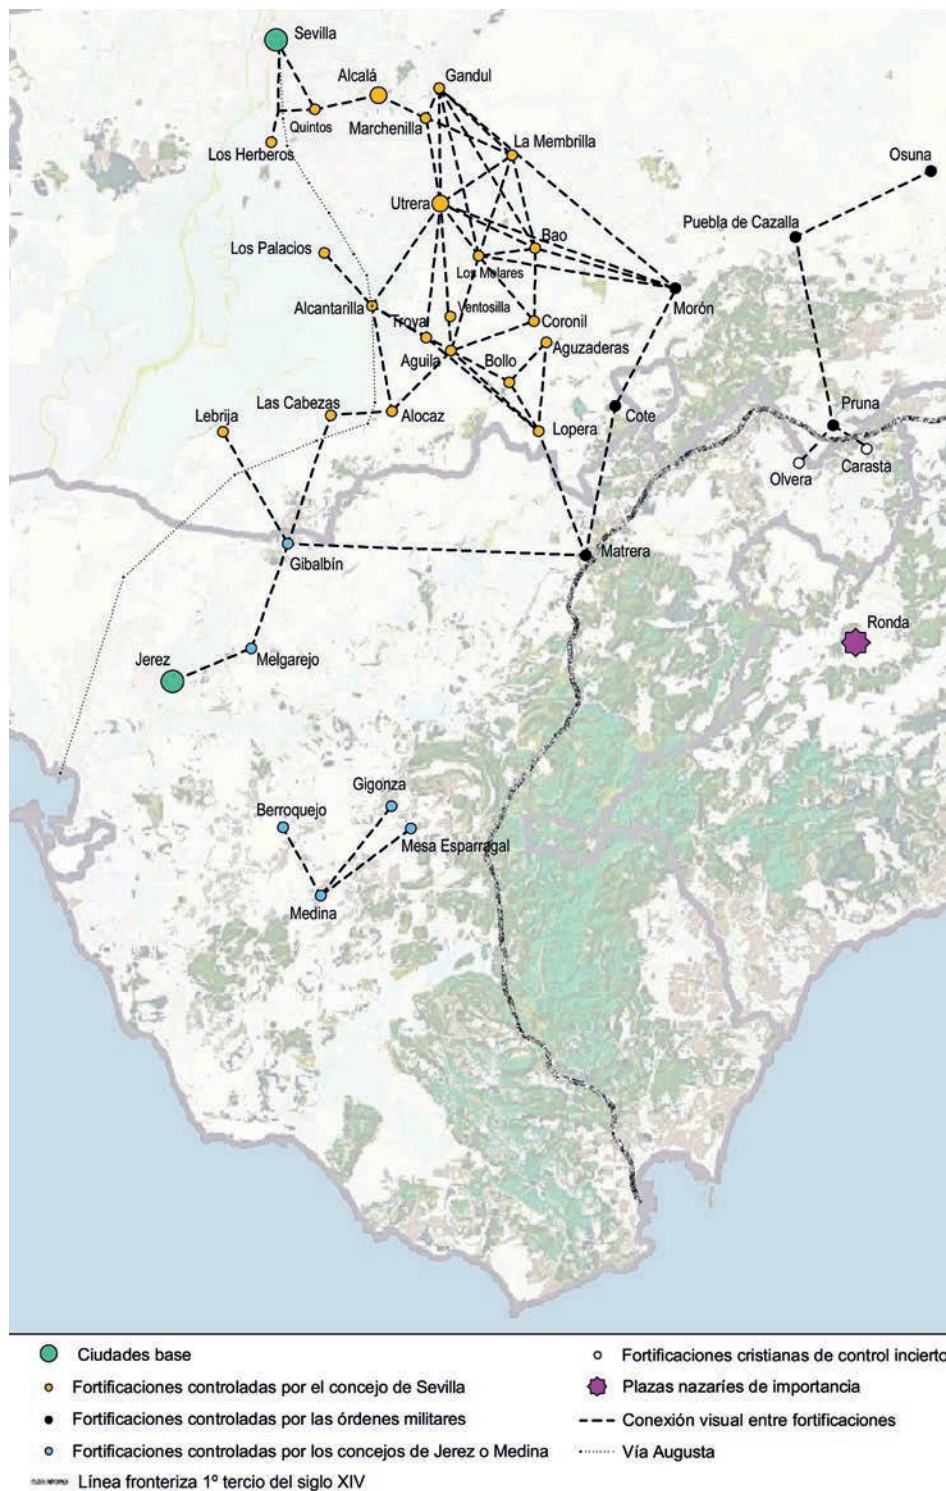 Sevilla
Alcalá
Gandul
Quintos
Marchenilla
Los Herberos
La Membrilla
Osuna
Utrera
Puebla de Cazalla
Los Palacios
Bao
Los Molares
Alcantarilla
Ventosilla
Morón
Troya
Coronil
Aguila
Aguzaderas
Bollo
Las Cabezas
Lebrija
Alocaz
Lopera
Cote
Pruna
Olvera
Carasta
Gibalbín
Matrera
Ronda
Jerez
Melgarejo
Gigonza
Berroquejo
Mesa Esparragal
Medina
Ciudades base
Fortificaciones controladas por el concejo de Sevilla
Fortificaciones controladas por las órdenes militares
Fortificaciones controladas por los concejos de Jerez o Medina
Línea fronteriza 1º tercio del siglo XIV
Fortificaciones cristianas de control incierto
Plazas nazaríes de importancia
Conexión visual entre fortificaciones
Vía Augusta